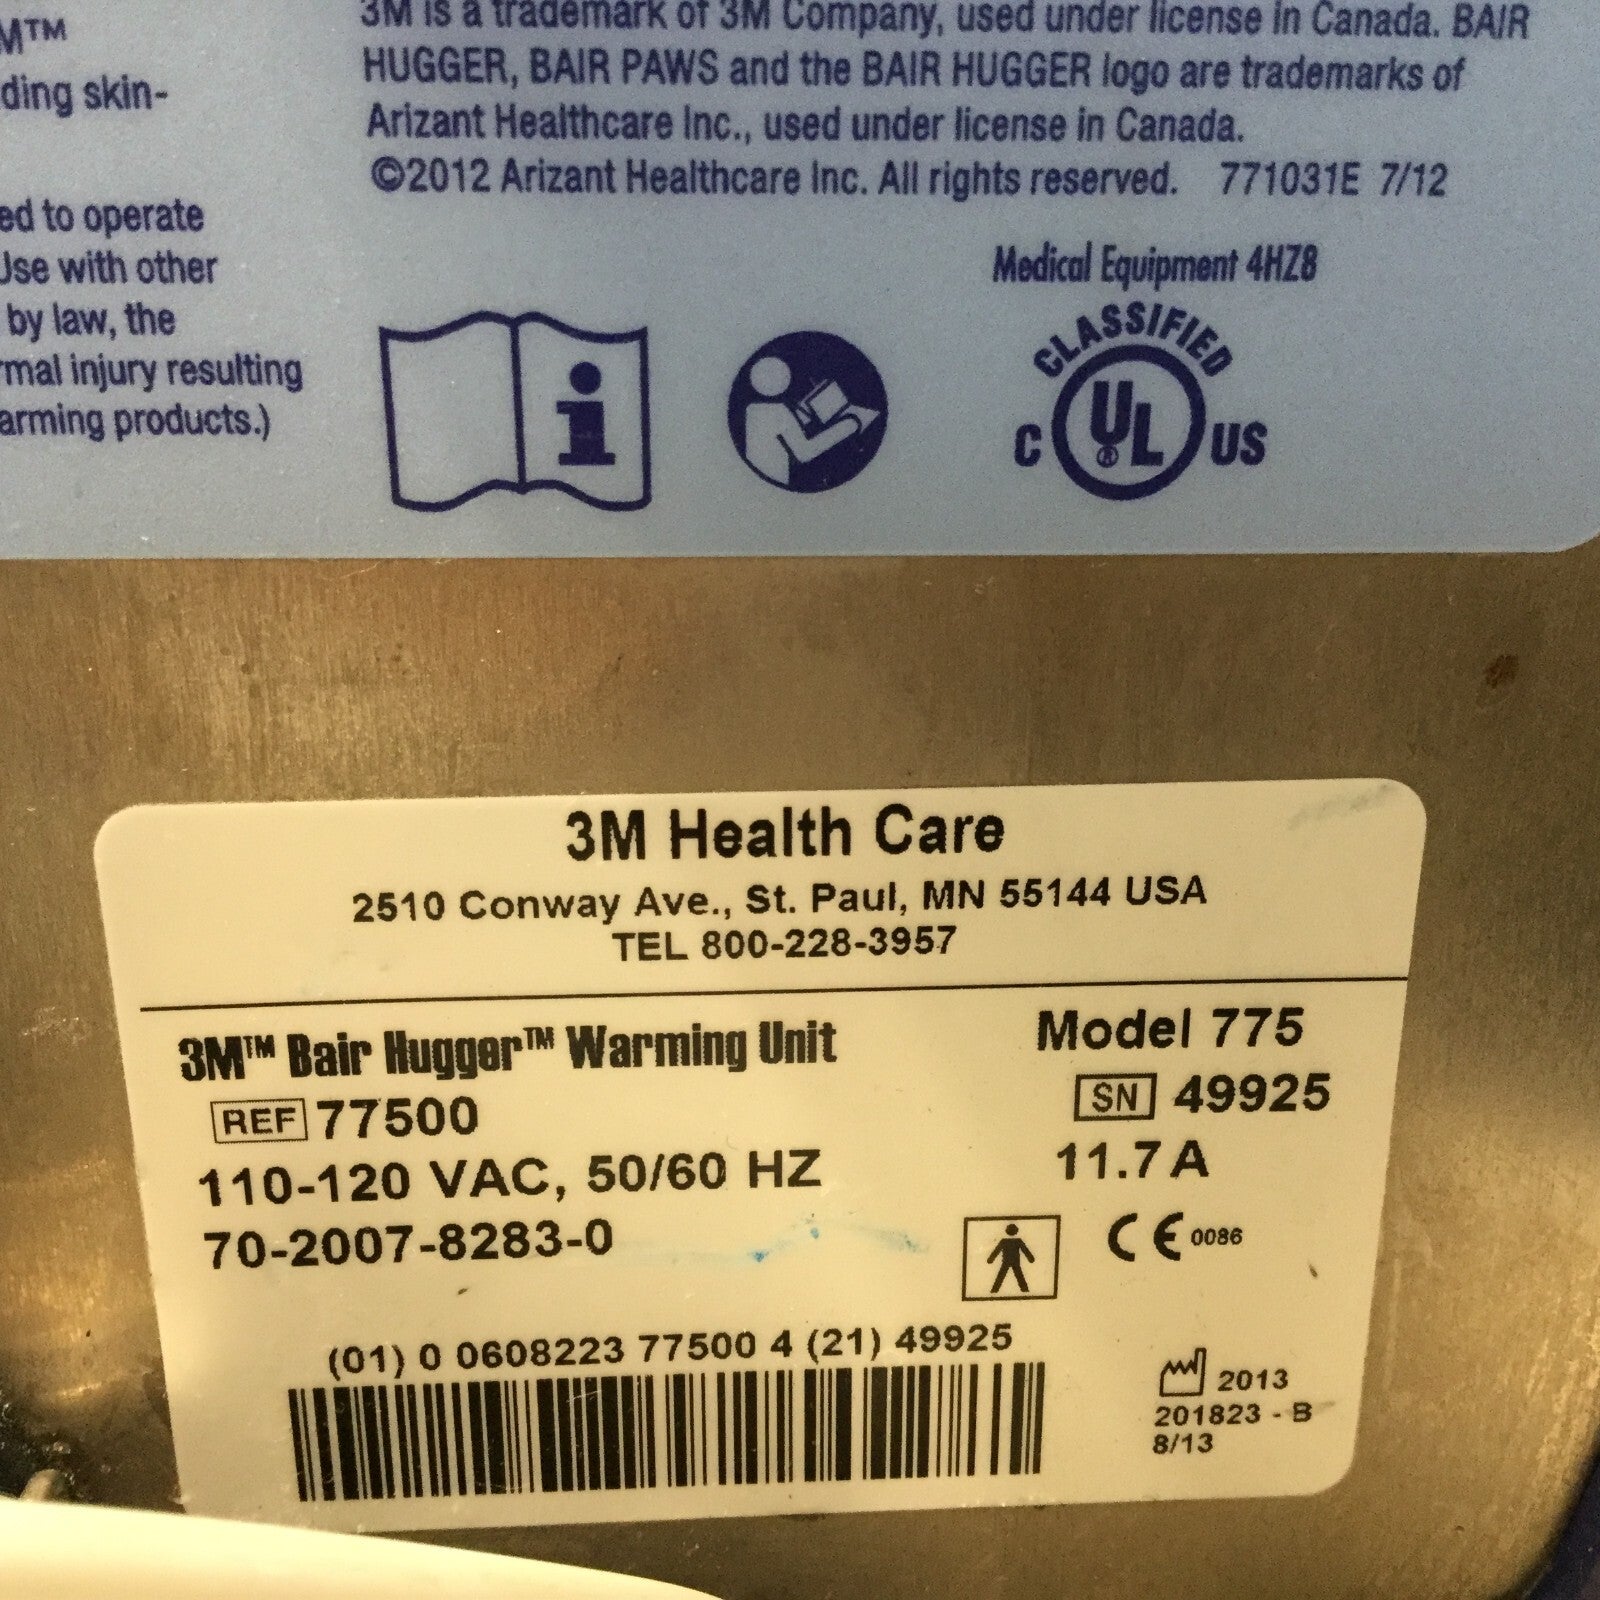 M™
ding skin-
ed to operate
Use with other
by law, the
rmal injury resulting
arming products.)
3M is a trademark of 3M Company, used under license in Canada. BAIR
HUGGER, BAIR PAWS and the BAIR HUGGER logo are trademarks of
Arizant Healthcare Inc., used under license in Canada.
©2012 Arizant Healthcare Inc. All rights reserved. 771031E 7/12
Medical Equipment 4HZ8
CLASSIFIED
C UL® US
3M Health Care
2510 Conway Ave., St. Paul, MN 55144 USA
TEL 800-228-3957
3M™ Bair Hugger™ Warming Unit
Model 775
REF 77500
SN 49925
110-120 VAC, 50/60 HZ
11.7 A
70-2007-8283-0
CE 0086
(01) 0 0608223 77500 4 (21) 49925
2013
201823 - B
8/13